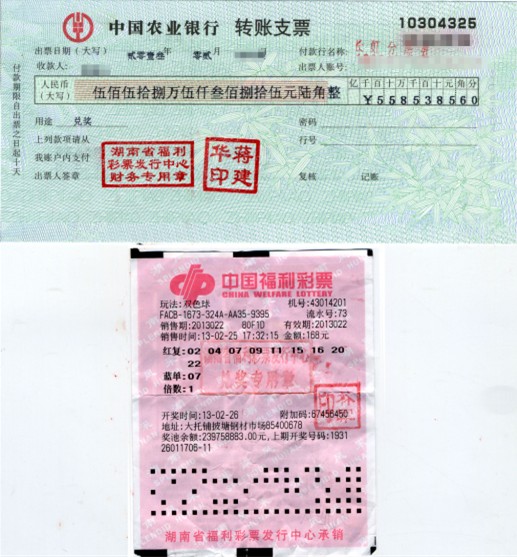 中国农业银行 转账支票
10304325
出票日期(大写) 贰零壹叁年 零贰月
付款行名称:
收款人:
出票人账号:
人民币
(大写)
伍佰伍拾捌万伍仟叁佰捌拾伍元陆角整
亿千百十万千百十元角分
¥558538560
用途 兑奖
密码
上列款项请从
行号
我账户内支付
出票人签章
复核 记账
付款期限自出票之日起十天
湖南省福利
彩票发行中心
财务专用章
蒋建
华印
中国福利彩票
CHINA WELFARE LOTTERY
玩法:双色球
机号:43014201
FAC8-1673-324A-AA35-9395
流水号:73
销售期:2013022 80F1D 有效期:2013022
销售时间:13-02-25 17:32:15 金额:168元
红复:02 04 07 09 11 15 16 20
22
蓝单:07
倍数:1
兑奖专用章
开奖时间:13-02-26
附加码:67456450
地址:大托铺披塘钢材市场85400678
奖池余额:239758883.00元,上期开奖号码:1931
26011706-11
湖南省福利彩票发行中心承销